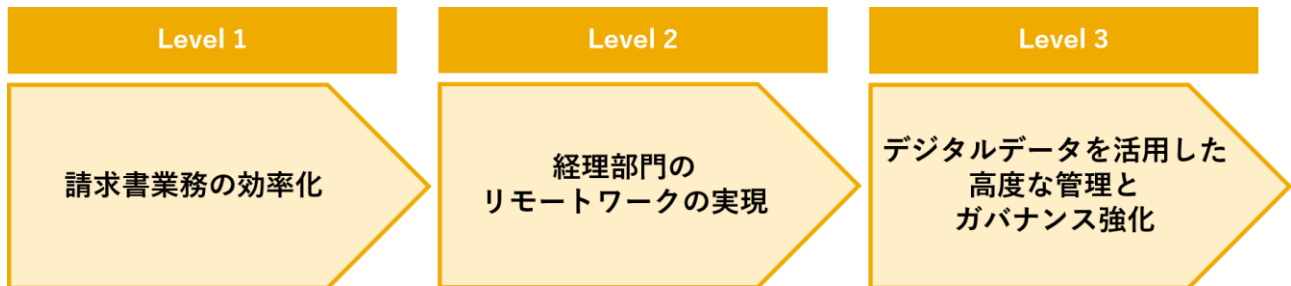 Level 1
Level 2
Level 3
請求書業務の効率化
経理部門の
リモートワークの実現
デジタルデータを活用した
高度な管理と
ガバナンス強化